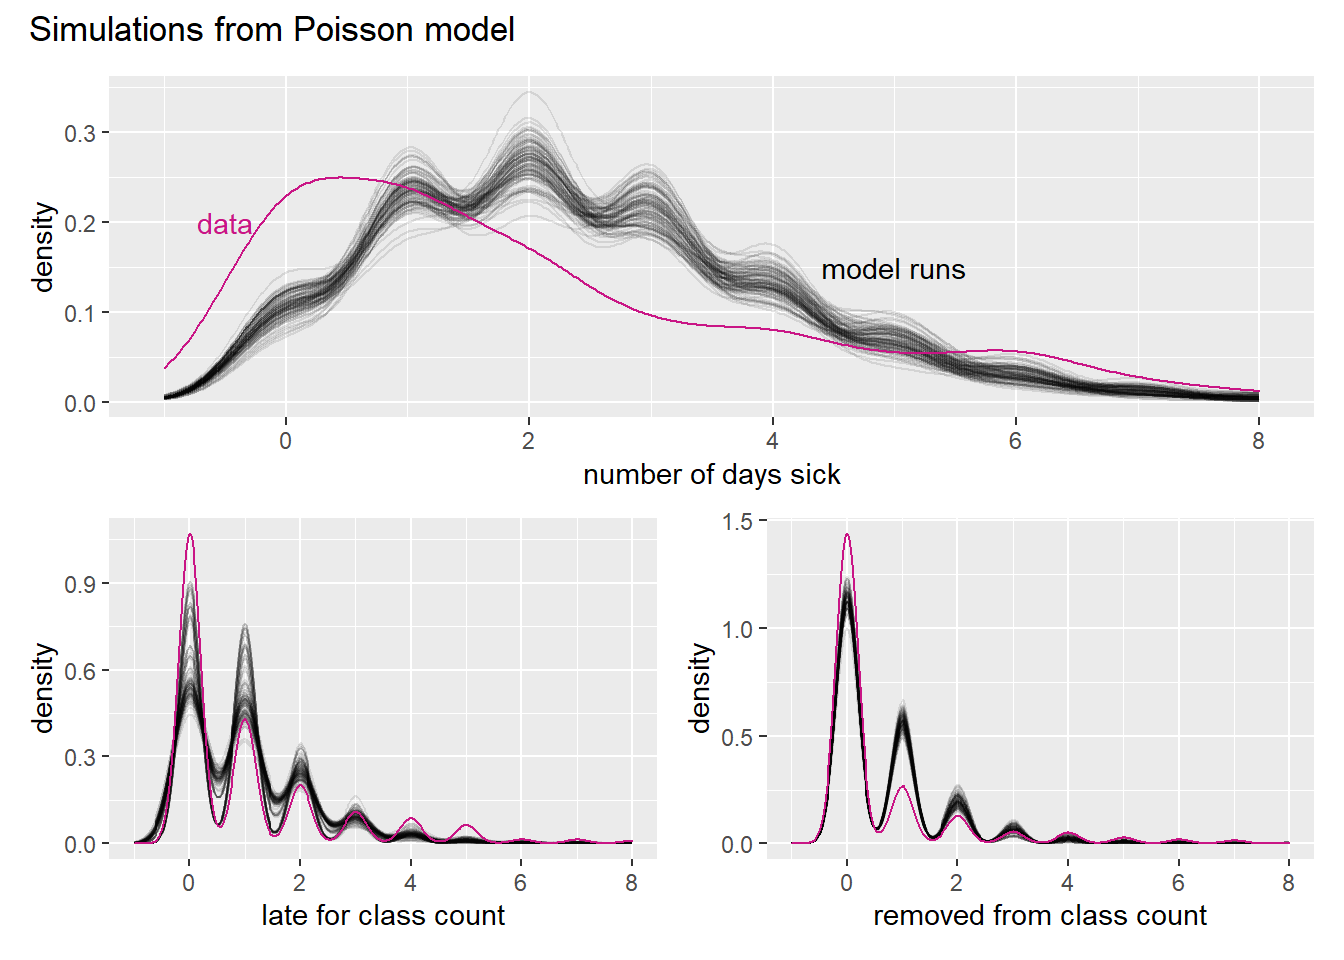 Simulations from Poisson model
density
0.3
0.2
0.1
0.0
data
model runs
0 2 4 6 8
number of days sick
density
0.9
0.6
0.3
0.0
0 2 4 6 8
late for class count
density
1.5
1.0
0.5
0.0
0 2 4 6 8
removed from class count